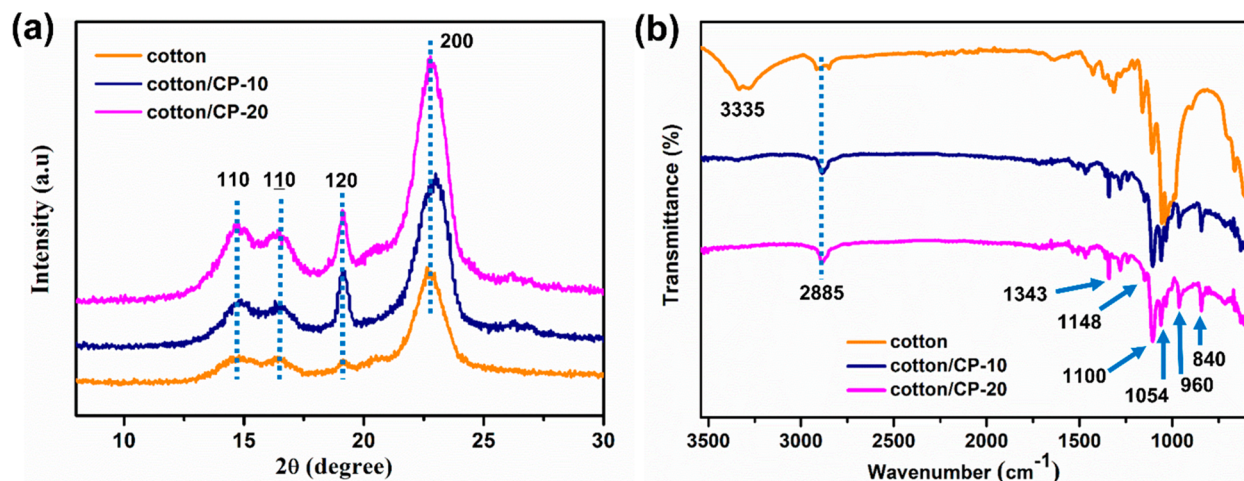 (a)
cotton
cotton/CP-10
cotton/CP-20
200
110
1<u>1</u>0
120
Intensity (a.u)
10
15
20
25
30
2θ (degree)
(b)
3335
2885
1343
1148
1100
1054
960
840
cotton
cotton/CP-10
cotton/CP-20
Transmittance (%)
3500
3000
2500
2000
1500
1000
Wavenumber (cm⁻¹)